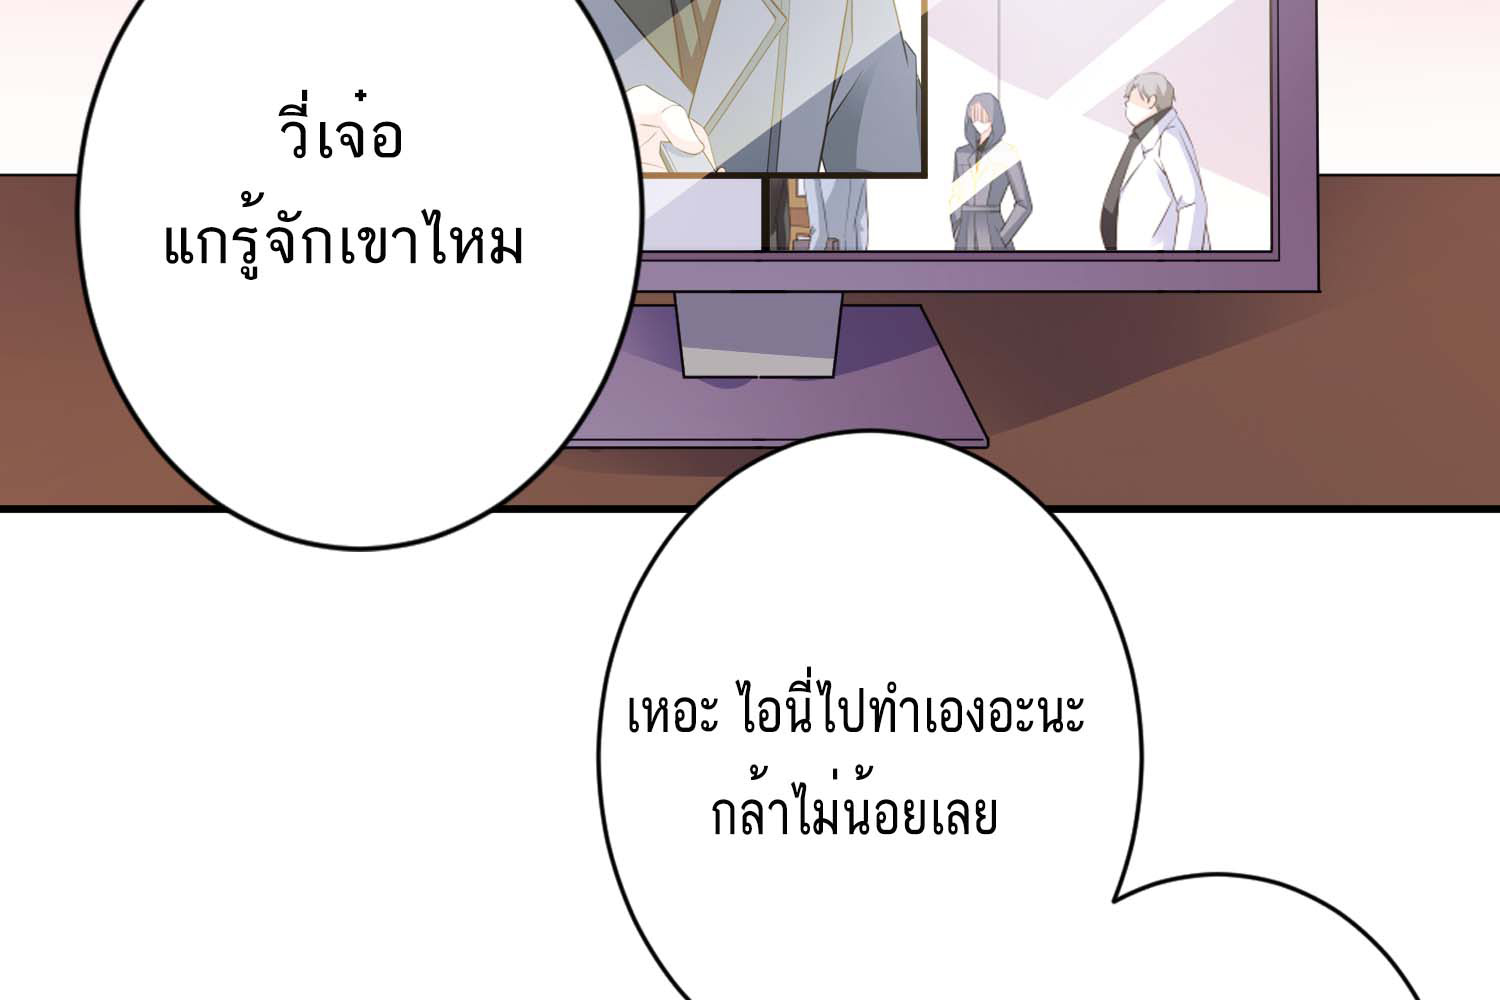 วี่เจ๋อ
แกรู้จักเขาไหม
เหอะ ไอนี่ไปทำเองอะนะ
กล้าไม่น้อยเลย